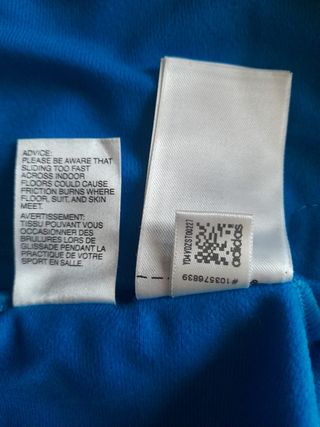 ADVICE:
PLEASE BE AWARE THAT
SLIDING TOO FAST
ACROSS INDOOR
FLOORS COULD CAUSE
FRICTION BURNS WHERE
FLOOR, SUIT, AND SKIN
MEET.
AVERTISSEMENT:
TISSU POUVANT VOUS
OCCASIONNER DES
BRULURES LORS DE
GLISSADE PENDANT LA
PRACTIQUE DE VOTRE
SPORT EN SALLE.
adidas
#103576839